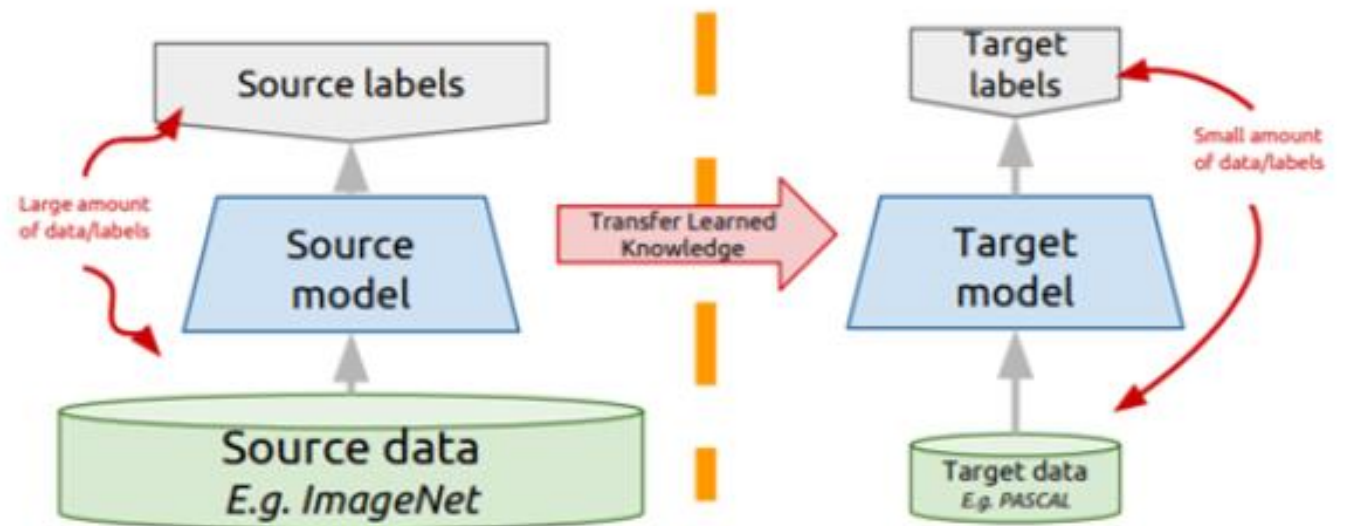 Source labels
Large amount
of data/labels
Source
model
Source data
E.g. ImageNet
Transfer Learned
Knowledge
Target
labels
Small amount
of data/labels
Target
model
Target data
E.g. PASCAL